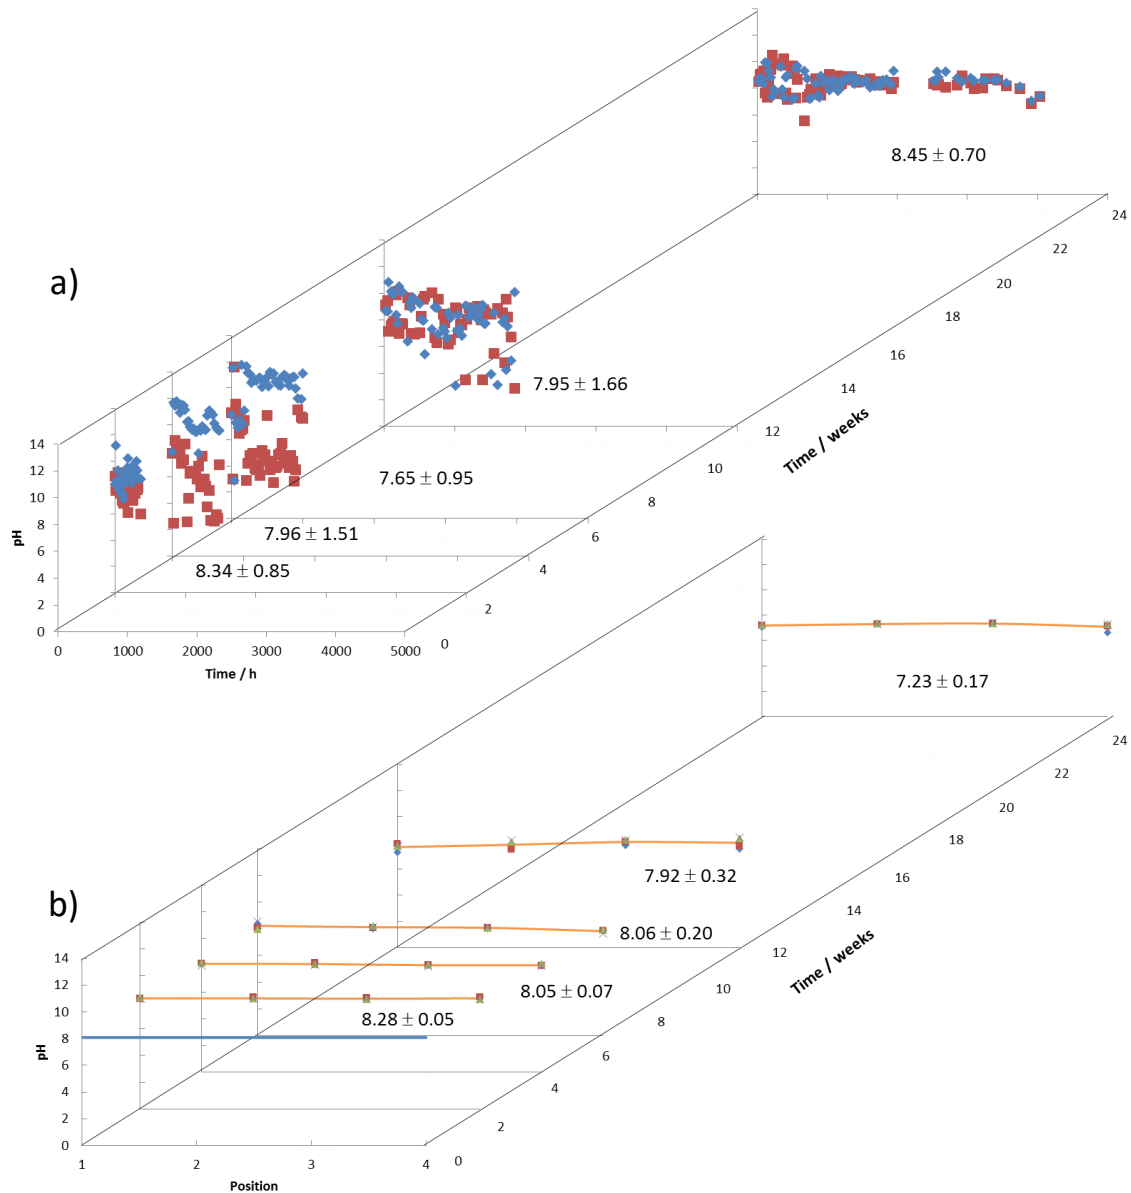 a)
14
12
10
8
6
4
2
0
pH
0 1000 2000 3000 4000 5000
Time / h
0
2
4
6
8
10
12
14
16
18
20
22
24
Time / weeks
8.34 ± 0.85
7.96 ± 1.51
7.65 ± 0.95
7.95 ± 1.66
8.45 ± 0.70
b)
14
12
10
8
6
4
2
0
pH
1 2 3 4
Position
0
2
4
6
8
10
12
14
16
18
20
22
24
Time / weeks
8.28 ± 0.05
8.05 ± 0.07
8.06 ± 0.20
7.92 ± 0.32
7.23 ± 0.17